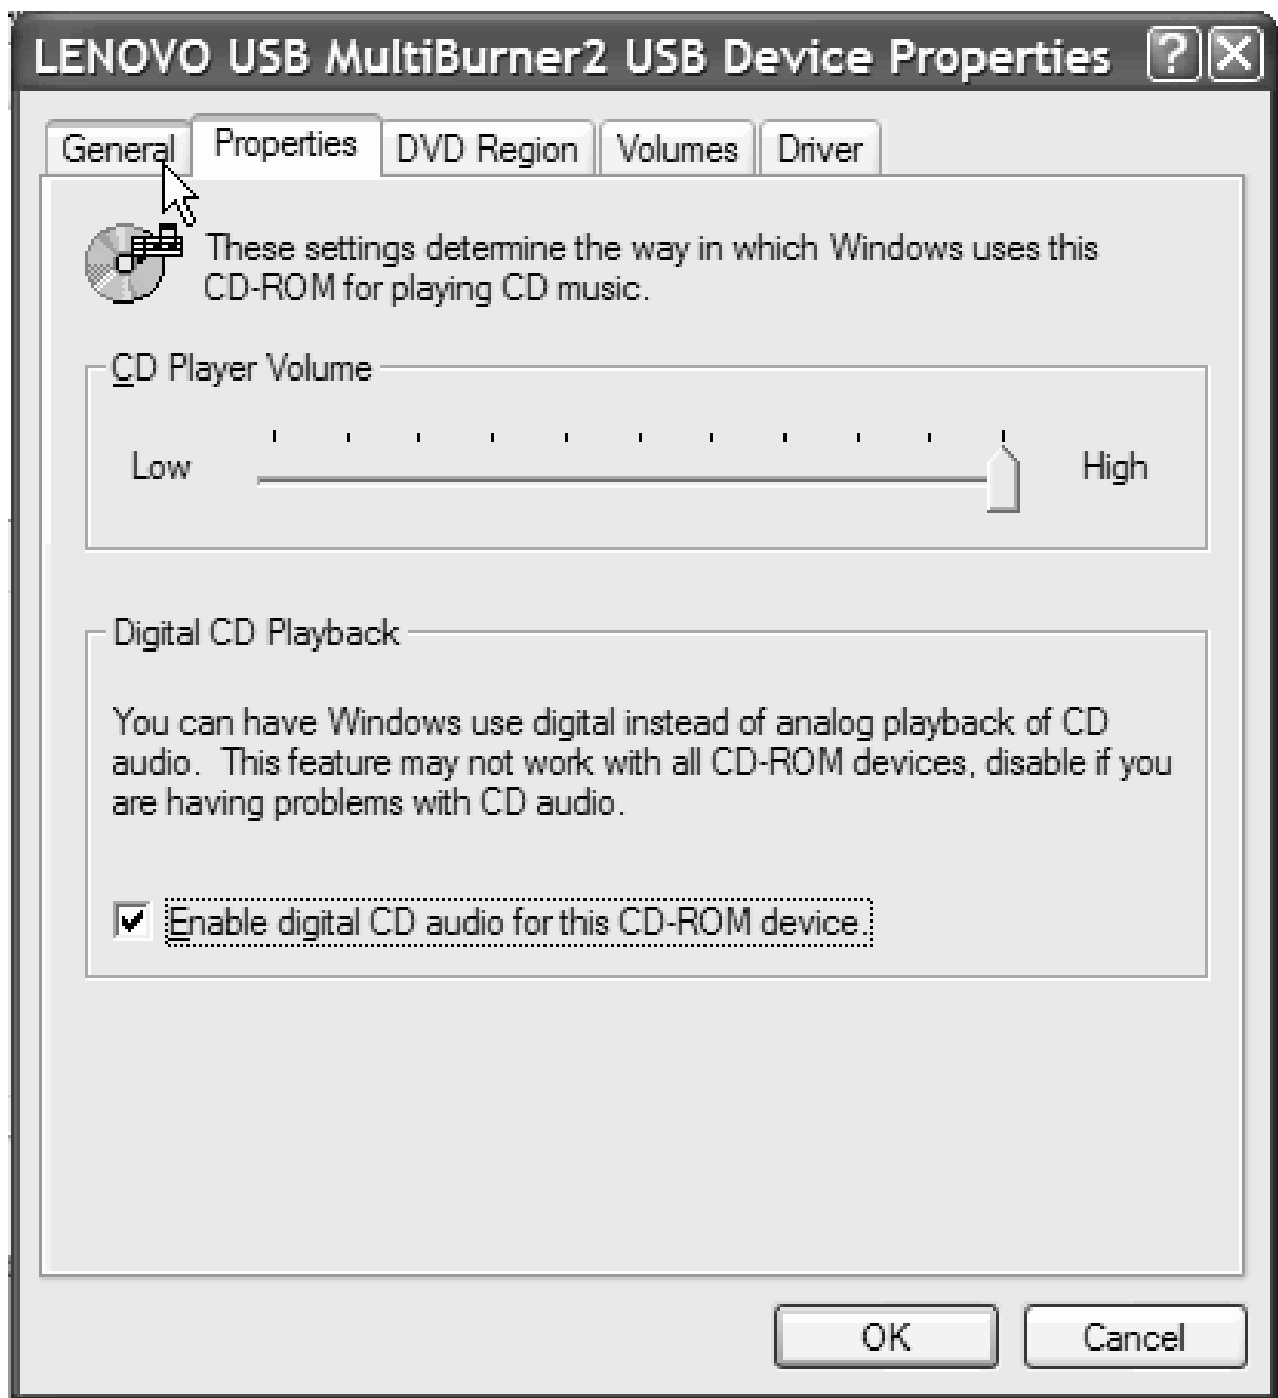 LENOVO USB MultiBurner2 USB Device Properties
General Properties DVD Region Volumes Driver
These settings determine the way in which Windows uses this
CD-ROM for playing CD music.
CD Player Volume
Low High
Digital CD Playback
You can have Windows use digital instead of analog playback of CD
audio.  This feature may not work with all CD-ROM devices, disable if you
are having problems with CD audio.
Enable digital CD audio for this CD-ROM device.
OK Cancel